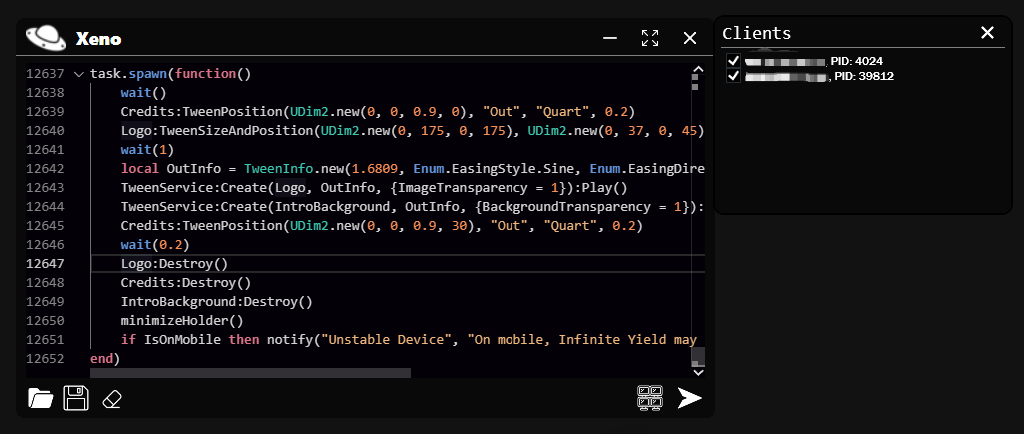 Xeno
12637 task.spawn(function()
12638 wait()
12639 Credits:TweenPosition(UDim2.new(0, 0, 0.9, 0), "Out", "Quart", 0.2)
12640 Logo:TweenSizeAndPosition(UDim2.new(0, 175, 0, 175), UDim2.new(0, 37, 0, 45)
12641 wait(1)
12642 local OutInfo = TweenInfo.new(1.6809, Enum.EasingStyle.Sine, Enum.EasingDire
12643 TweenService:Create(Logo, OutInfo, {ImageTransparency = 1}):Play()
12644 TweenService:Create(IntroBackground, OutInfo, {BackgroundTransparency = 1}):
12645 Credits:TweenPosition(UDim2.new(0, 0, 0.9, 30), "Out", "Quart", 0.2)
12646 wait(0.2)
12647 Logo:Destroy()
12648 Credits:Destroy()
12649 IntroBackground:Destroy()
12650 minimizeHolder()
12651 if IsOnMobile then notify("Unstable Device", "On mobile, Infinite Yield may
12652 end)
Clients
, PID: 4024
, PID: 39812